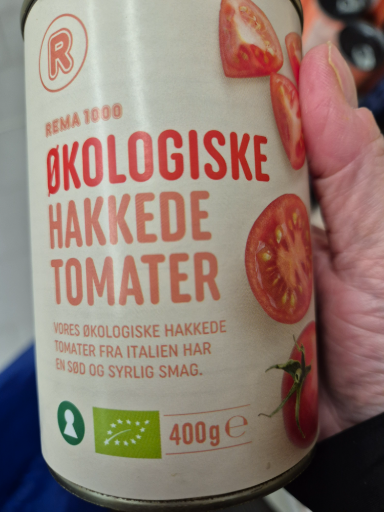 R
REMA 1000
ØKOLOGISKE
HAKKEDE
TOMATER
VORES ØKOLOGISKE HAKKEDE
TOMATER FRA ITALIEN HAR
EN SØD OG SYRLIG SMAG.
400g ℮